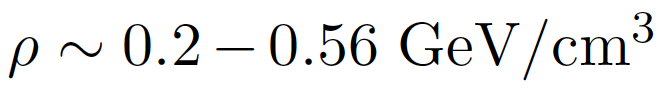 ρ ∼ 0.2 – 0.56 GeV/cm³